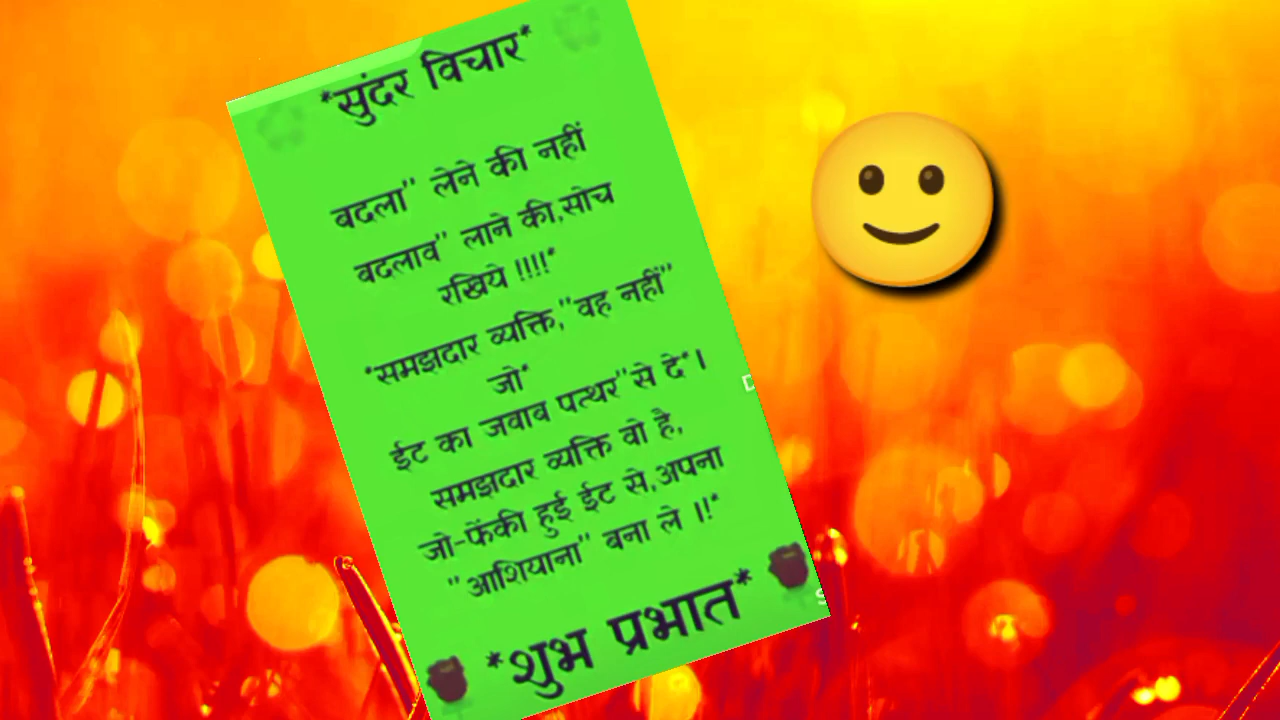 *सुंदर विचार*
बदला" लेने की नहीं
बदलाव" लाने की,सोच
रखिये !!!!*
*समझदार व्यक्ति,"वह नहीं"
जो*
ईट का जवाब पत्थर"से दे*।
समझदार व्यक्ति वो है,
जो-फेंकी हुई ईट से,अपना
"आशियाना" बना ले ।!*
*शुभ प्रभात*